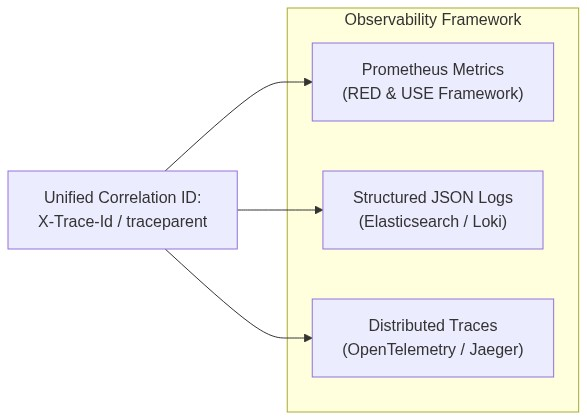 Observability Framework
Prometheus Metrics
(RED & USE Framework)
Unified Correlation ID:
X-Trace-Id / traceparent
Structured JSON Logs
(Elasticsearch / Loki)
Distributed Traces
(OpenTelemetry / Jaeger)